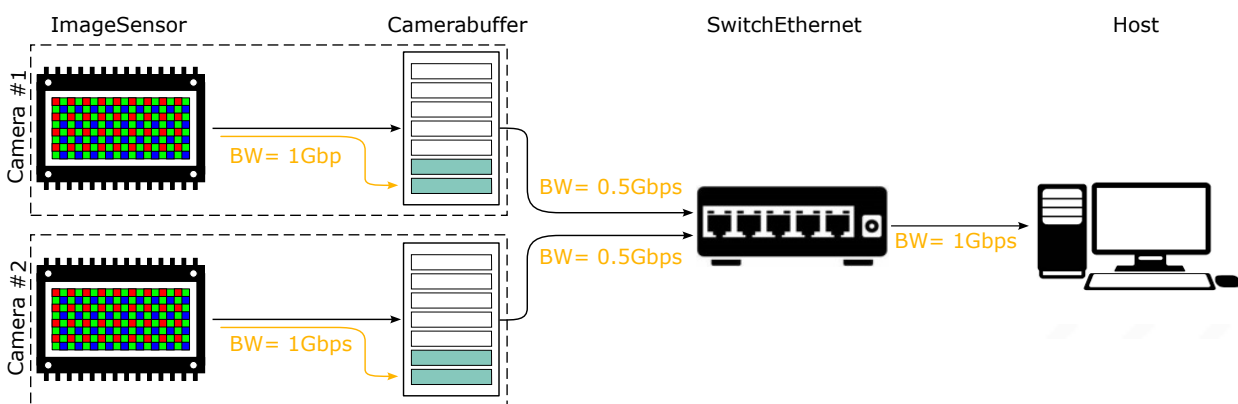 ImageSensor
Camerabuffer
SwitchEthernet
Host
Camera #1
BW= 1Gbp
BW= 0.5Gbps
BW= 1Gbps
BW= 0.5Gbps
Camera #2
BW= 1Gbps